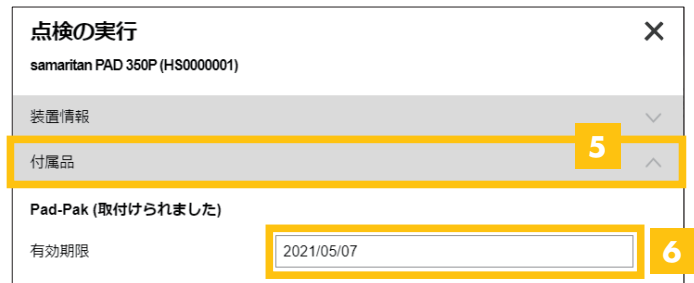 点検の実行
samaritan PAD 350P (HS0000001)
装置情報
5
付属品
Pad-Pak (取付けられました)
有効期限 2021/05/07
6